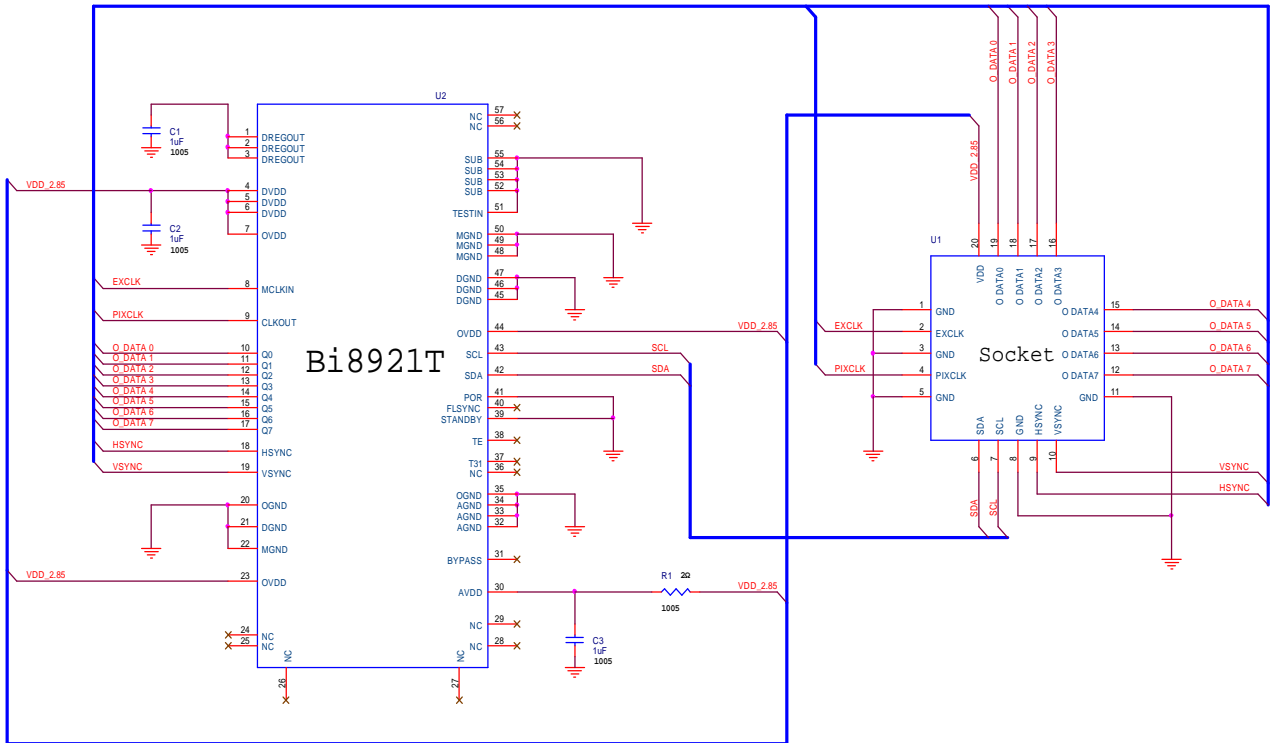 U2
C1
1uF
1005
1 DREGOUT
2 DREGOUT
3 DREGOUT
VDD_2.85
4 DVDD
5 DVDD
6 DVDD
7 OVDD
C2
1uF
1005
EXCLK 8 MCLKIN
PIXCLK 9 CLKOUT
O_DATA 0 10 Q0
O_DATA 1 11 Q1
O_DATA 2 12 Q2
O_DATA 3 13 Q3
O_DATA 4 14 Q4
O_DATA 5 15 Q5
O_DATA 6 16 Q6
O_DATA 7 17 Q7
HSYNC 18 HSYNC
VSYNC 19 VSYNC
20 OGND
21 DGND
22 MGND
VDD_2.85 23 OVDD
24 NC
25 NC
NC 26
NC 27
Bi8921T
NC 57
NC 56
SUB 55
SUB 54
SUB 53
SUB 52
TESTIN 51
MGND 50
MGND 49
MGND 48
DGND 47
DGND 46
DGND 45
OVDD 44 VDD_2.85
SCL 43 SCL
SDA 42 SDA
POR 41
FLSYNC 40
STANDBY 39
TE 38
T31 37
NC 36
OGND 35
AGND 34
AGND 33
AGND 32
BYPASS 31
AVDD 30
R1 2Ω
1005
VDD_2.85
NC 29
NC 28
C3
1uF
1005
U1
Socket
VDD_2.85 20 VDD
O_DATA 0 19 O DATA0
O_DATA 1 18 O DATA1
O_DATA 2 17 O DATA2
O_DATA 3 16 O DATA3
1 GND
EXCLK 2 EXCLK
3 GND
PIXCLK 4 PIXCLK
5 GND
O DATA4 15 O_DATA 4
O DATA5 14 O_DATA 5
O DATA6 13 O_DATA 6
O DATA7 12 O_DATA 7
GND 11
SDA 6 SDA
SCL 7 SCL
GND 8
HSYNC 9
VSYNC 10
VSYNC
HSYNC